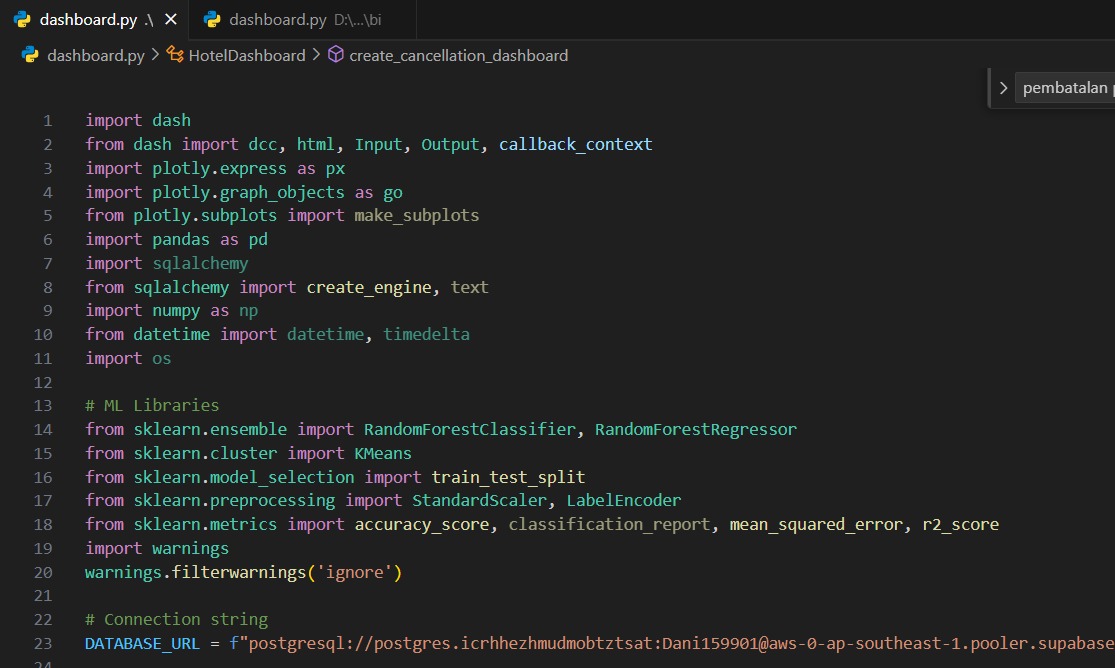 dashboard.py .\ dashboard.py D:\...\bi
dashboard.py > HotelDashboard > create_cancellation_dashboard
> pembatalan
1 import dash
2 from dash import dcc, html, Input, Output, callback_context
3 import plotly.express as px
4 import plotly.graph_objects as go
5 from plotly.subplots import make_subplots
6 import pandas as pd
7 import sqlalchemy
8 from sqlalchemy import create_engine, text
9 import numpy as np
10 from datetime import datetime, timedelta
11 import os
12
13 # ML Libraries
14 from sklearn.ensemble import RandomForestClassifier, RandomForestRegressor
15 from sklearn.cluster import KMeans
16 from sklearn.model_selection import train_test_split
17 from sklearn.preprocessing import StandardScaler, LabelEncoder
18 from sklearn.metrics import accuracy_score, classification_report, mean_squared_error, r2_score
19 import warnings
20 warnings.filterwarnings('ignore')
21
22 # Connection string
23 DATABASE_URL = f"postgresql://postgres.icrhhezhmudmobtztsat:Dani159901@aws-0-ap-southeast-1.pooler.supabase
24